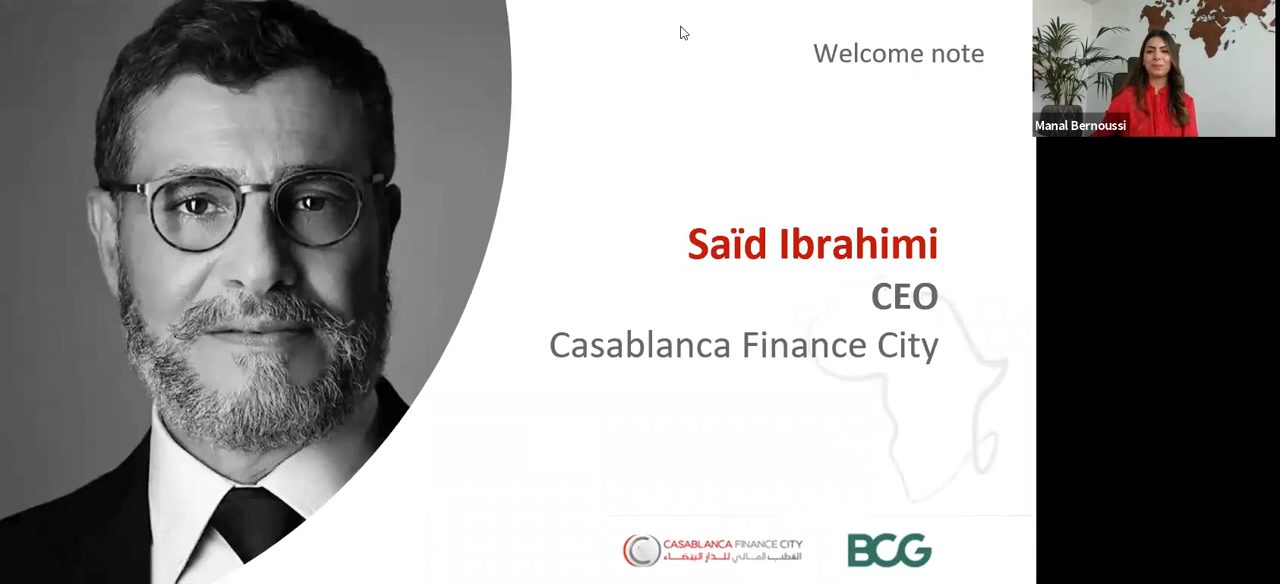 Welcome note
Manal Bernoussi
Saïd Ibrahimi
CEO
Casablanca Finance City
CASABLANCA FINANCE CITY
القطب المالي للدار البيضاء
BCG